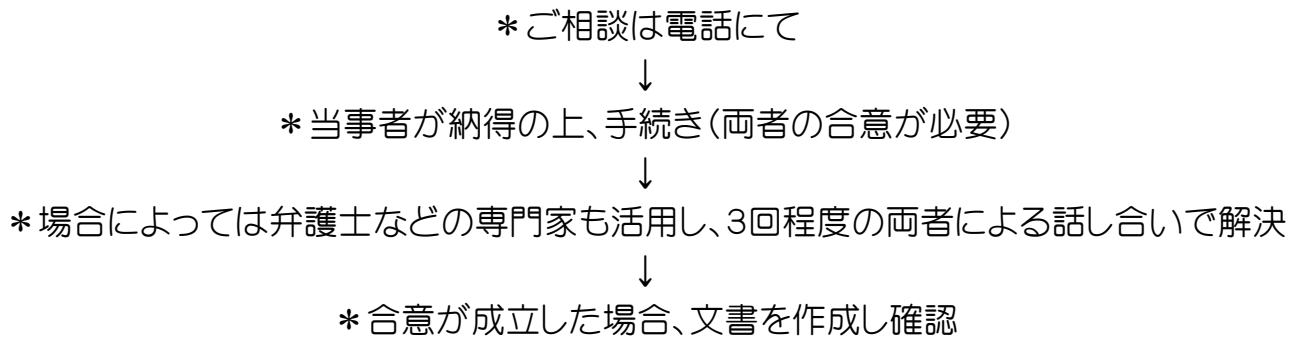 ＊ご相談は電話にて
↓
＊当事者が納得の上、手続き(両者の合意が必要)
↓
＊場合によっては弁護士などの専門家も活用し、3回程度の両者による話し合いで解決
↓
＊合意が成立した場合、文書を作成し確認